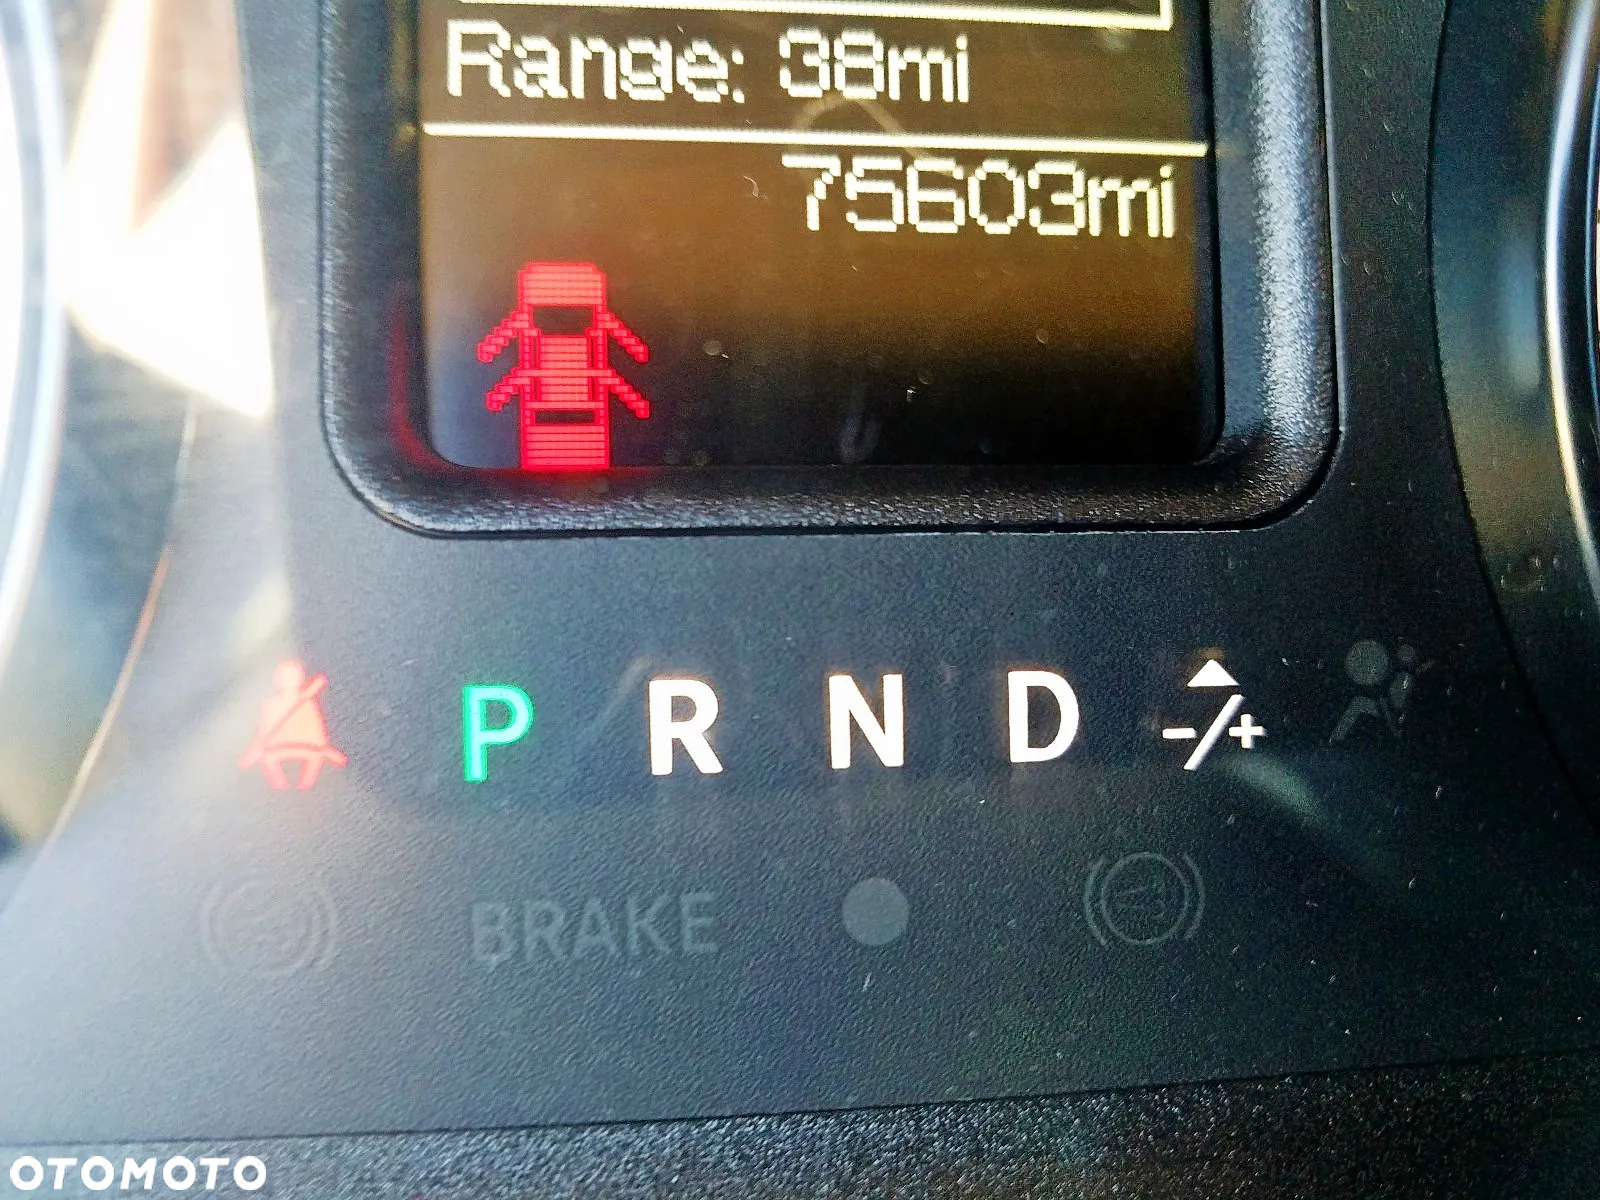 Range: 38mi
75603mi
P R N D -/+
BRAKE
OTOMOTO